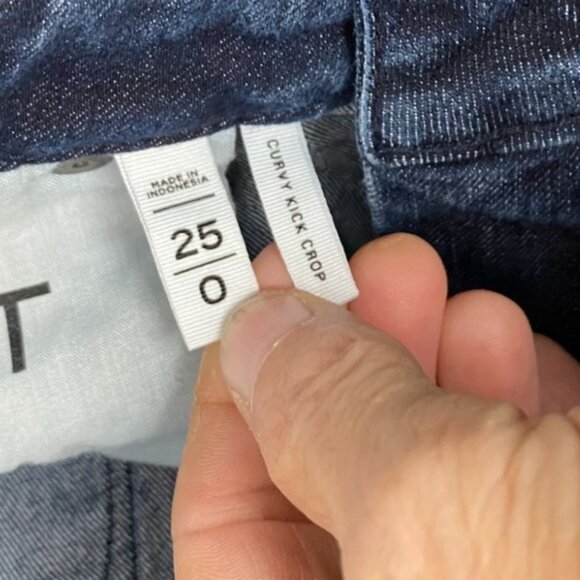 MADE IN
INDONESIA
25
0
CURVY KICK CROP
T